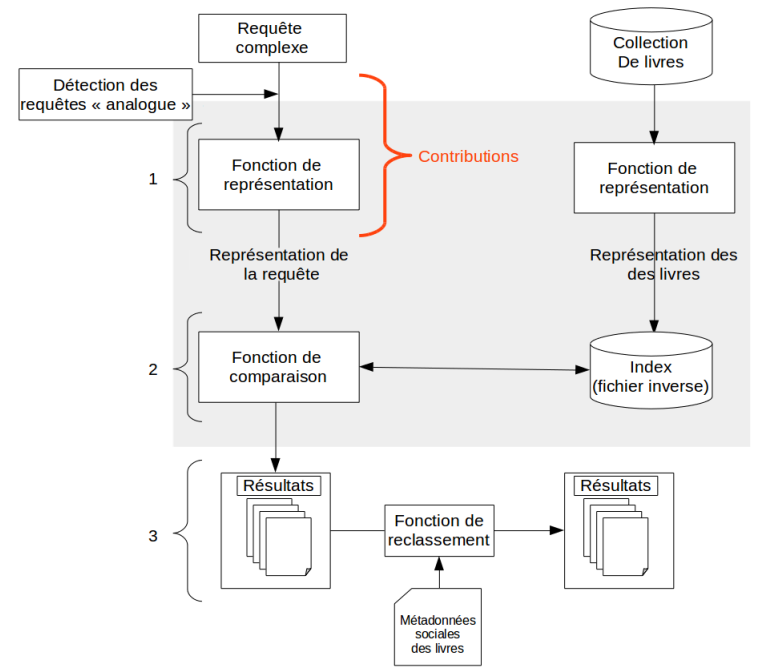 Requête
complexe
Collection
De livres
Détection des
requêtes « analogue »
Contributions
1
Fonction de
représentation
Fonction de
représentation
Représentation de
la requête
Représentation des
des livres
2
Fonction de
comparaison
Index
(fichier inverse)
3
Résultats
Fonction de
reclassement
Résultats
Métadonnées
sociales
des livres